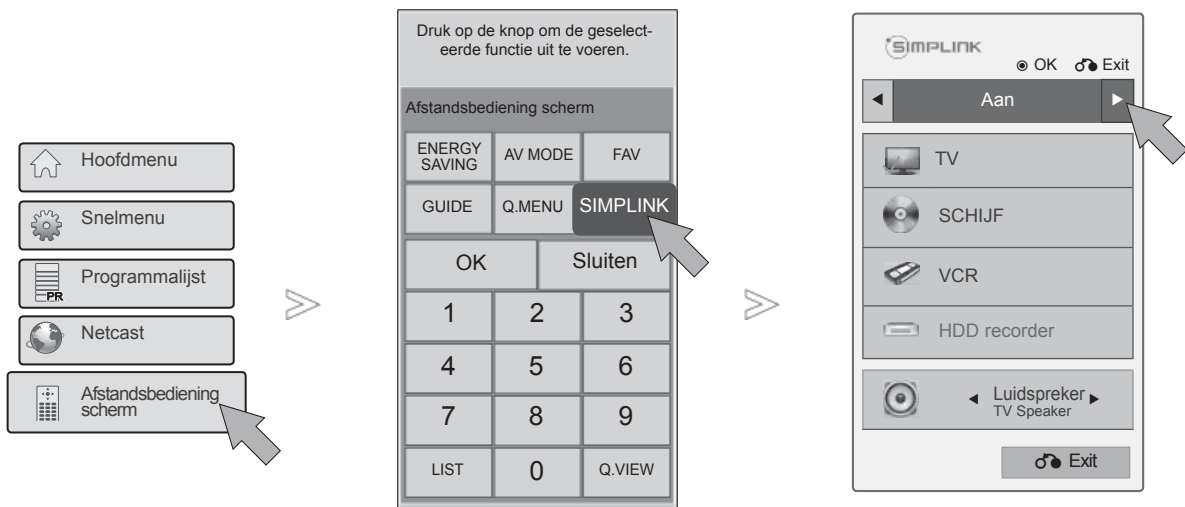 Hoofdmenu
Snelmenu
Programmalijst
PR
Netcast
Afstandsbediening
scherm
Druk op de knop om de geselect-
eerde functie uit te voeren.
Afstandsbediening scherm
ENERGY
SAVING
AV MODE
FAV
GUIDE
Q.MENU
SIMPLINK
OK
Sluiten
1
2
3
4
5
6
7
8
9
LIST
0
Q.VIEW
SIMPLINK
OK Exit
Aan
TV
SCHIJF
VCR
HDD recorder
Luidspreker
TV Speaker
Exit